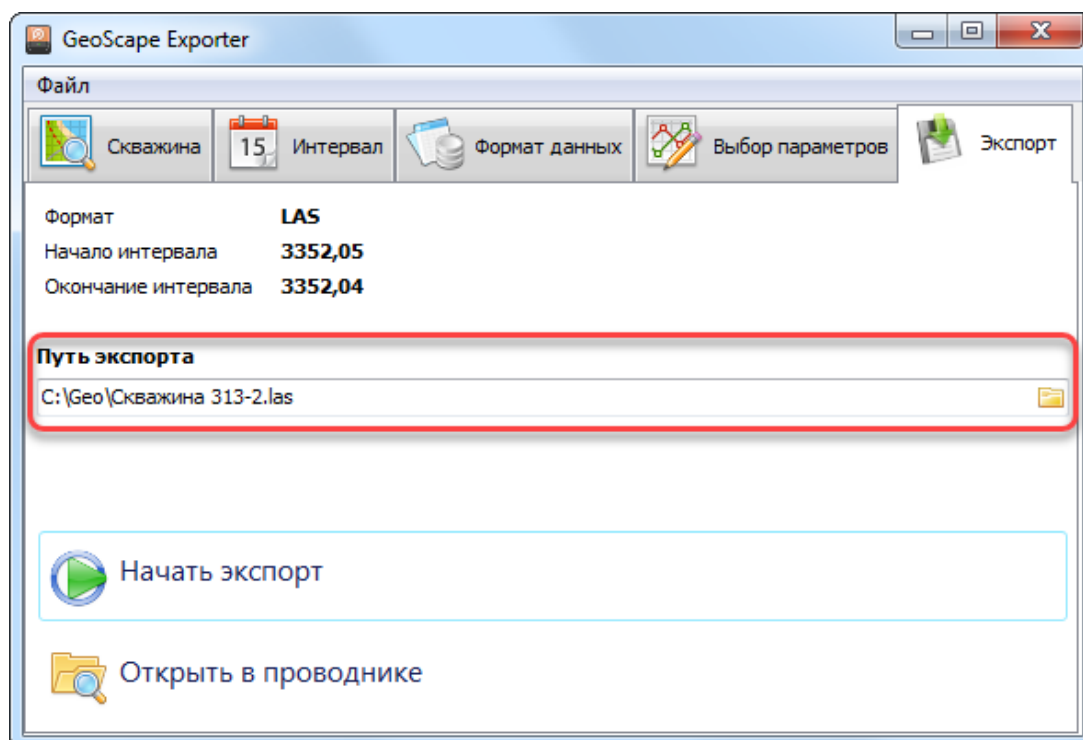 GeoScape Exporter
Файл
Скважина
15
Интервал
Формат данных
Выбор параметров
Экспорт
Формат LAS
Начало интервала 3352,05
Окончание интервала 3352,04
Путь экспорта
C:\Geo\Скважина 313-2.las
Начать экспорт
Открыть в проводнике